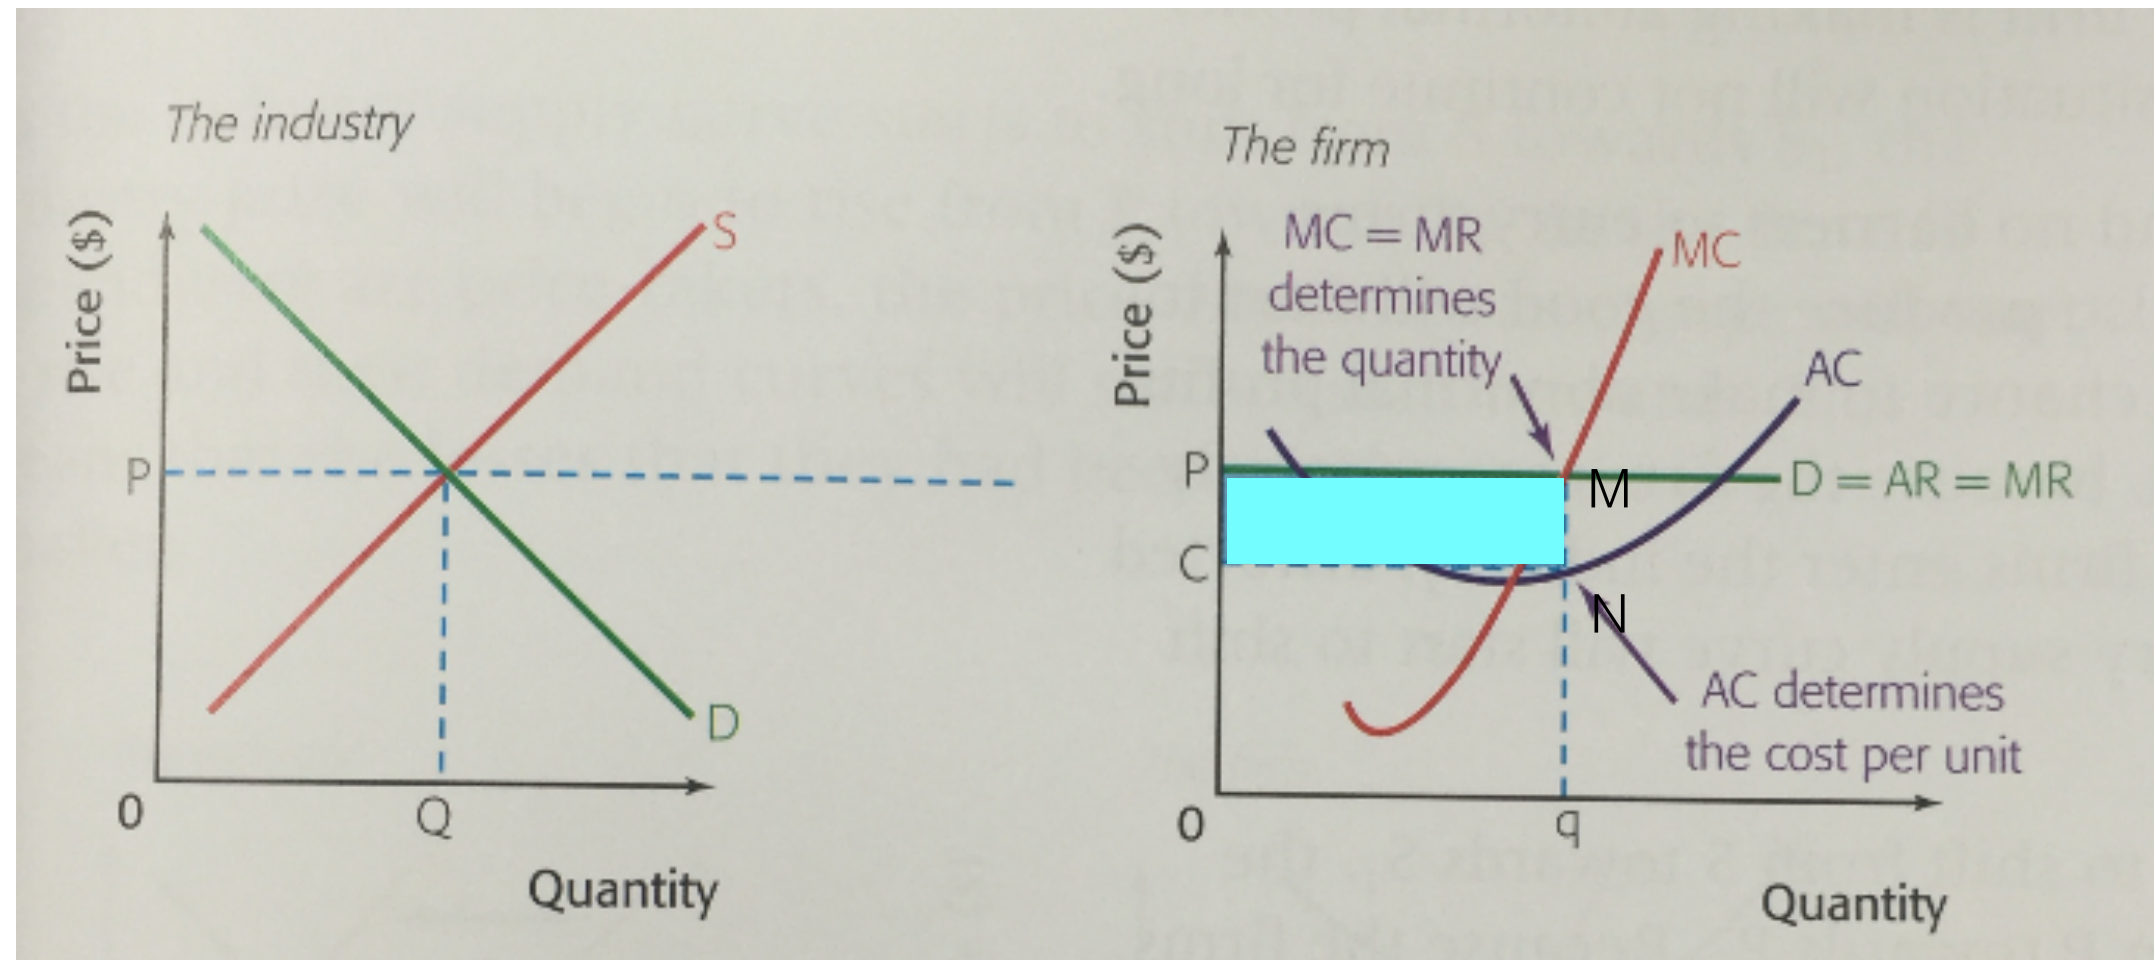 The industry
Price ($)
S
P
D
0
Q
Quantity
The firm
Price ($)
MC = MR
determines
the quantity
MC
AC
P
M
D = AR = MR
C
N
AC determines
the cost per unit
0
q
Quantity